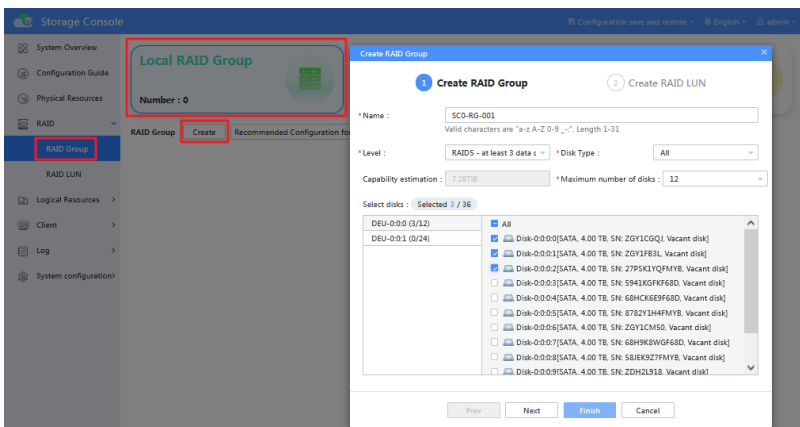 Storage Console
Configuration save and restore
English
admin
System Overview
Configuration Guide
Physical Resources
RAID
RAID Group
RAID LUN
Logical Resources
Client
Log
System configuration
Local RAID Group
Number : 0
RAID Group Create Recommended Configuration for
Create RAID Group
1 Create RAID Group 2 Create RAID LUN
* Name : SC0-RG-001
Valid characters are "a-z A-Z 0-9 _-:". Length 1-31
* Level : RAID5 - at least 3 data * Disk Type : All
Capability estimation : 7.28TiB * Maximum number of disks : 12
Select disks : Selected 3 / 36
DEU-0:0:0 (3/12)
DEU-0:0:1 (0/24)
All
Disk-0:0:0:0[SATA, 4.00 TB, SN: ZGY1CGQJ, Vacant disk]
Disk-0:0:0:1[SATA, 4.00 TB, SN: ZGY1FB3L, Vacant disk]
Disk-0:0:0:2[SATA, 4.00 TB, SN: 27PSK1YQFMYB, Vacant disk]
Disk-0:0:0:3[SATA, 4.00 TB, SN: 5941KGFKF68D, Vacant disk]
Disk-0:0:0:4[SATA, 4.00 TB, SN: 68HCK6E9F68D, Vacant disk]
Disk-0:0:0:5[SATA, 4.00 TB, SN: 8782Y1H4FMYB, Vacant disk]
Disk-0:0:0:6[SATA, 4.00 TB, SN: ZGY1CMS0, Vacant disk]
Disk-0:0:0:7[SATA, 4.00 TB, SN: 68H9K8WGF68D, Vacant disk]
Disk-0:0:0:8[SATA, 4.00 TB, SN: 58JEK9Z7FMYB, Vacant disk]
Disk-0:0:0:9[SATA, 4.00 TB, SN: ZDH2L918, Vacant disk]
Prev Next Finish Cancel